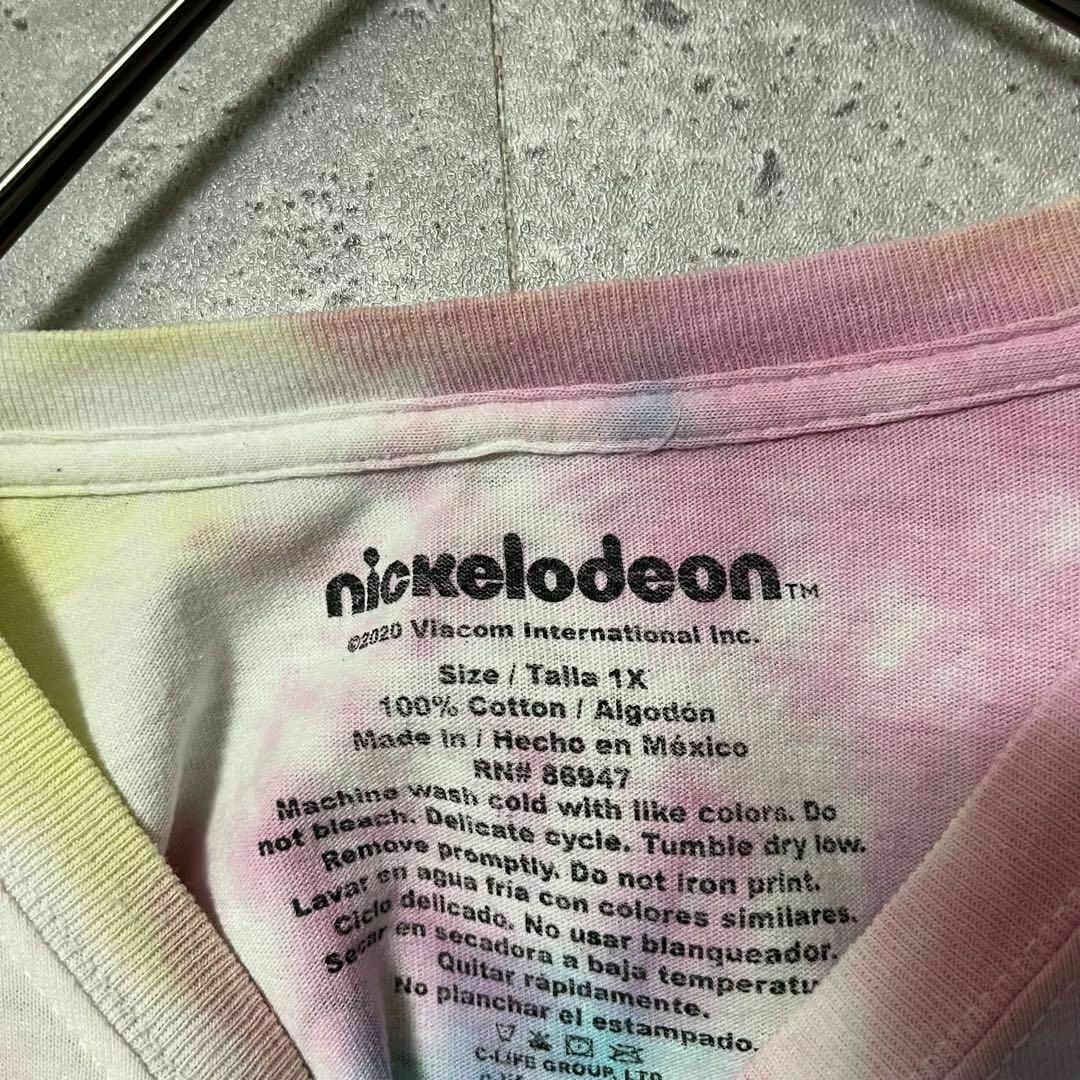 nickelodeon™
©2020 Viacom International Inc.
Size / Talla 1X
100% Cotton / Algodón
Made in / Hecho en México
RN# 86947
Machine wash cold with like colors. Do
not bleach. Delicate cycle. Tumble dry low.
Remove promptly. Do not iron print.
Lavar en agua fría con colores similares.
Ciclo delicado. No usar blanqueador.
Secar en secadora a baja temperatu
Quitar rápidamente.
No planchar el estampado.
C-LIFE GROUP, LTD